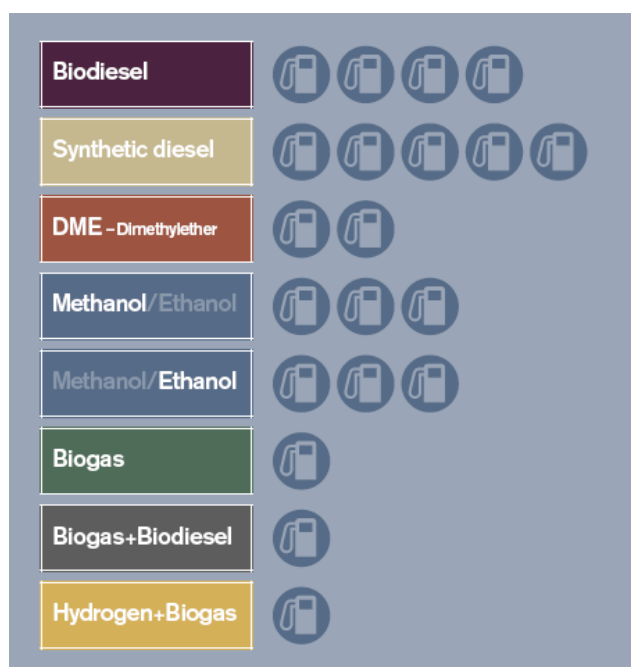 Biodiesel
Synthetic diesel
DME – Dimethylether
Methanol/Ethanol
Methanol/Ethanol
Biogas
Biogas+Biodiesel
Hydrogen+Biogas